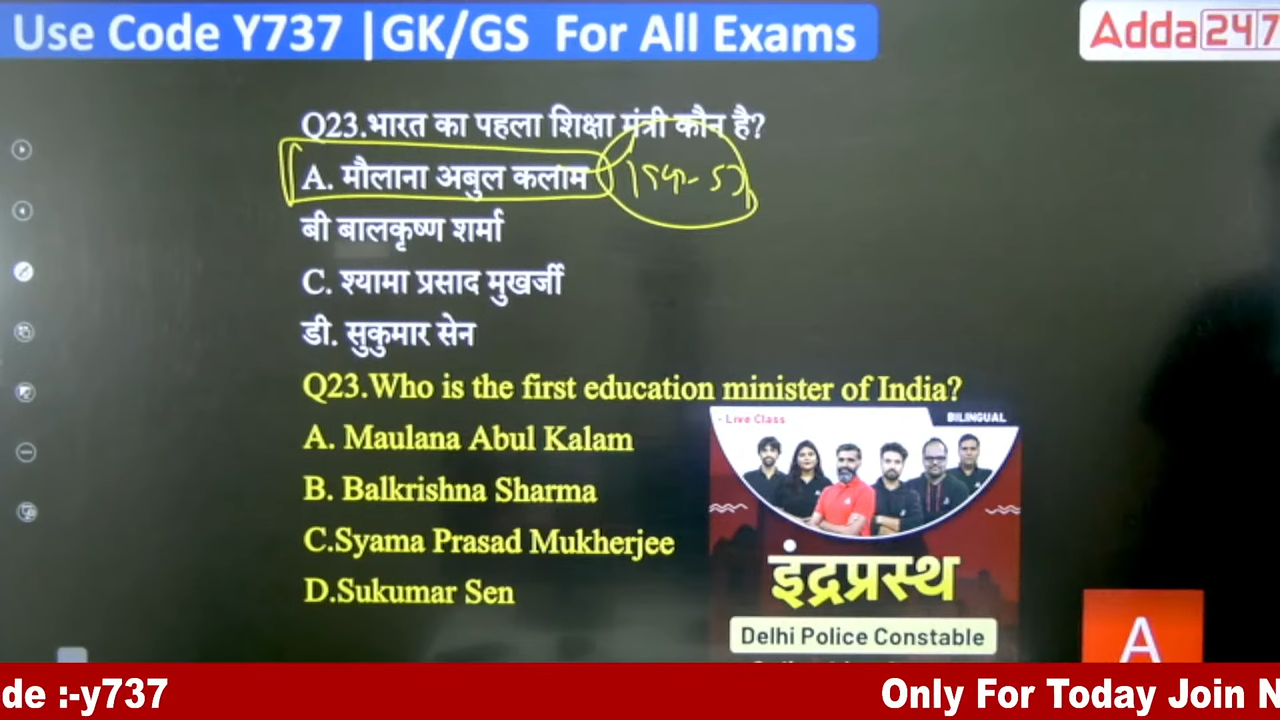 Use Code Y737 |GK/GS For All Exams
Adda247
Q23.भारत का पहला शिक्षा मंत्री कौन है?
A. मौलाना अबुल कलाम
बी बालकृष्ण शर्मा
C. श्यामा प्रसाद मुखर्जी
डी. सुकुमार सेन
Q23.Who is the first education minister of India?
A. Maulana Abul Kalam
B. Balkrishna Sharma
C.Syama Prasad Mukherjee
D.Sukumar Sen
- Live Class
BILINGUAL
इंद्रप्रस्थ
Delhi Police Constable
A
de :-y737
Only For Today Join N